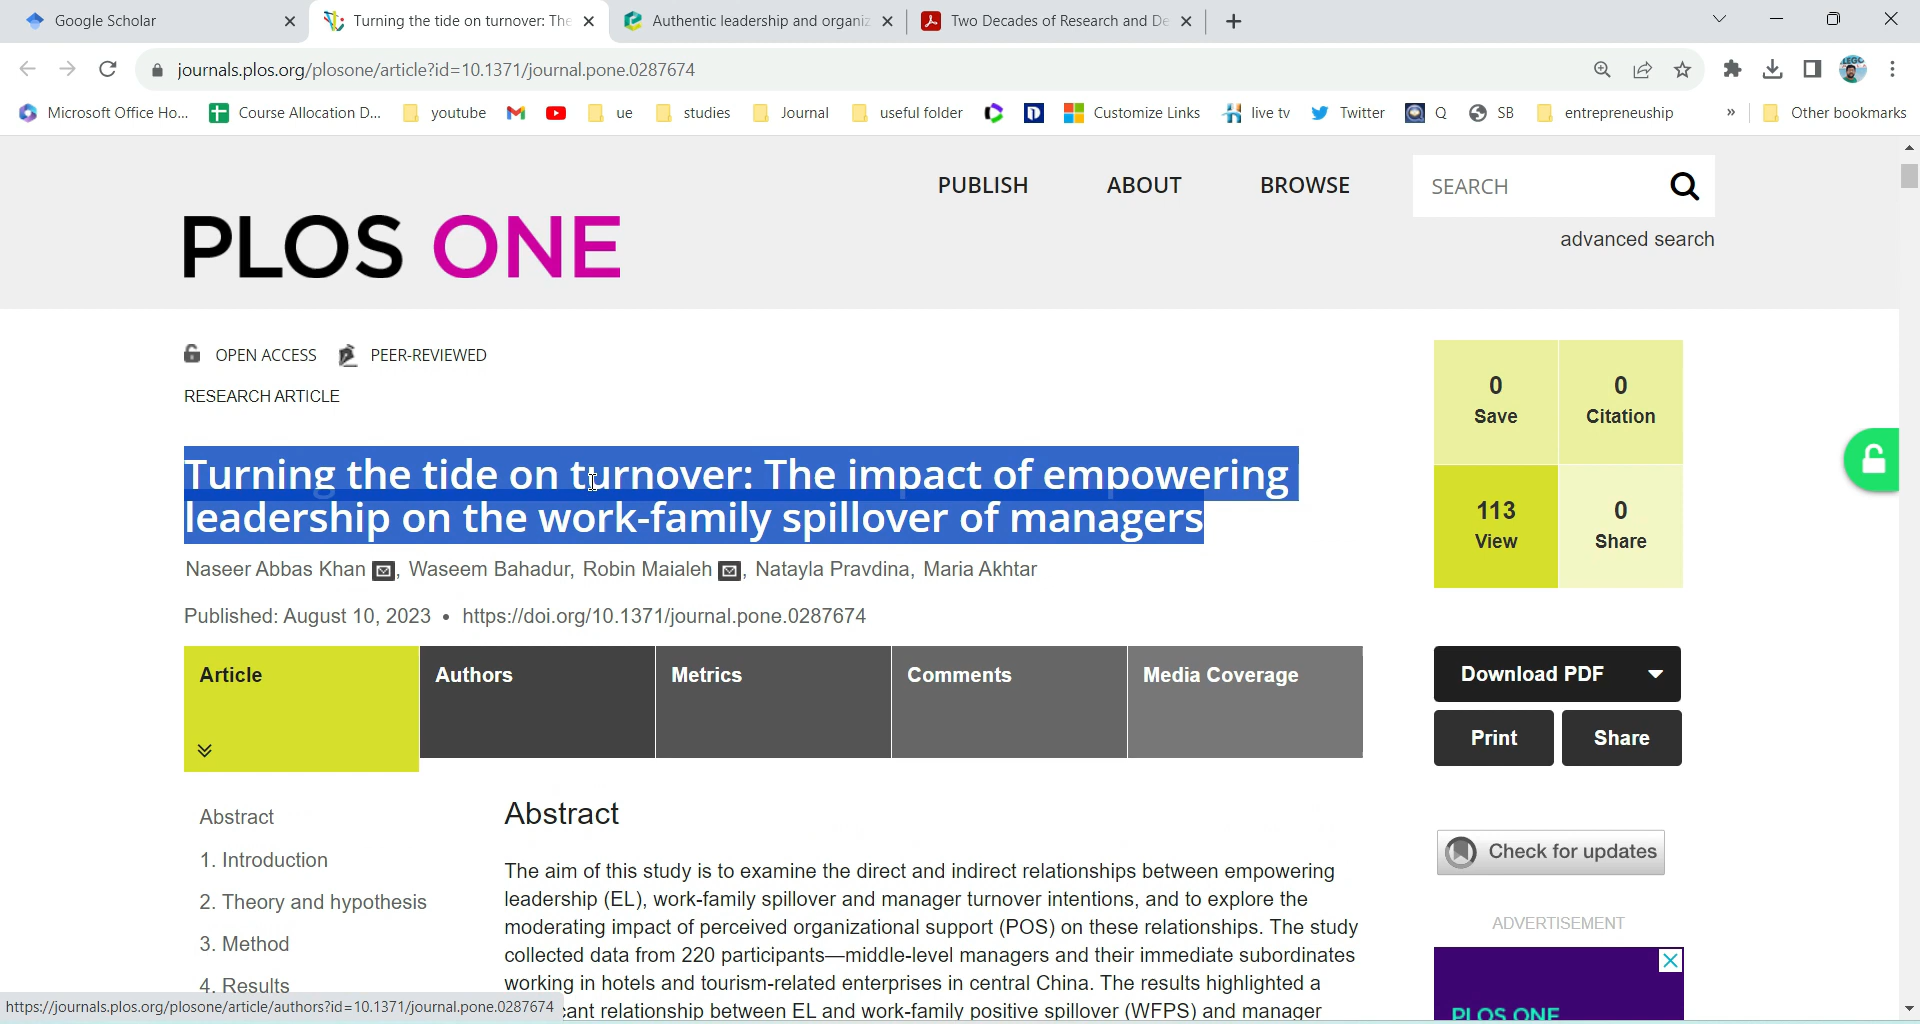 Google Scholar
Turning the tide on turnover: The
Authentic leadership and organiz
Two Decades of Research and De
journals.plos.org/plosone/article?id=10.1371/journal.pone.0287674
Microsoft Office Ho...
Course Allocation D...
youtube
ue
studies
Journal
useful folder
Customize Links
live tv
Twitter
Q
SB
entrepreneuship
»
Other bookmarks
PUBLISH
ABOUT
BROWSE
SEARCH
advanced search
PLOS ONE
OPEN ACCESS
PEER-REVIEWED
RESEARCH ARTICLE
Turning the tide on turnover: The impact of empowering
leadership on the work-family spillover of managers
Naseer Abbas Khan , Waseem Bahadur, Robin Maialeh , Natayla Pravdina, Maria Akhtar
Published: August 10, 2023 • https://doi.org/10.1371/journal.pone.0287674
0
Save
0
Citation
113
View
0
Share
Article
Authors
Metrics
Comments
Media Coverage
Download PDF
Print
Share
Check for updates
ADVERTISEMENT
PLOS ONE
Abstract
1. Introduction
2. Theory and hypothesis
3. Method
4. Results
Abstract
The aim of this study is to examine the direct and indirect relationships between empowering
leadership (EL), work-family spillover and manager turnover intentions, and to explore the
moderating impact of perceived organizational support (POS) on these relationships. The study
collected data from 220 participants—middle-level managers and their immediate subordinates
working in hotels and tourism-related enterprises in central China. The results highlighted a
cant relationship between EL and work-family positive spillover (WFPS) and manager
https://journals.plos.org/plosone/article/authors?id=10.1371/journal.pone.0287674